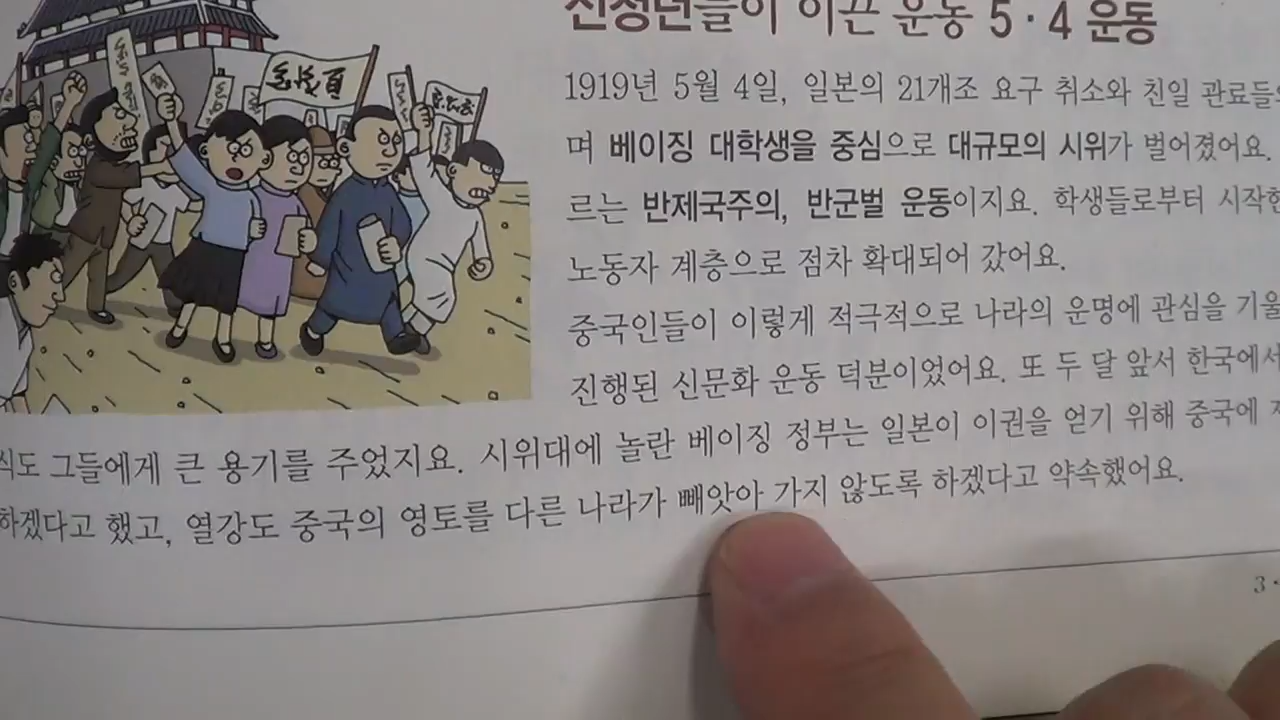 신청년들이 이끈 운동 5·4 운동
1919년 5월 4일, 일본의 21개조 요구 취소와 친일 관료들
며 베이징 대학생을 중심으로 대규모의 시위가 벌어졌어요.
르는 반제국주의, 반군벌 운동이지요. 학생들로부터 시작한
노동자 계층으로 점차 확대되어 갔어요.
중국인들이 이렇게 적극적으로 나라의 운명에 관심을 기울
진행된 신문화 운동 덕분이었어요. 또 두 달 앞서 한국에서
식도 그들에게 큰 용기를 주었지요. 시위대에 놀란 베이징 정부는 일본이 이권을 얻기 위해 중국에
하겠다고 했고, 열강도 중국의 영토를 다른 나라가 빼앗아 가지 않도록 하겠다고 약속했어요.
3·